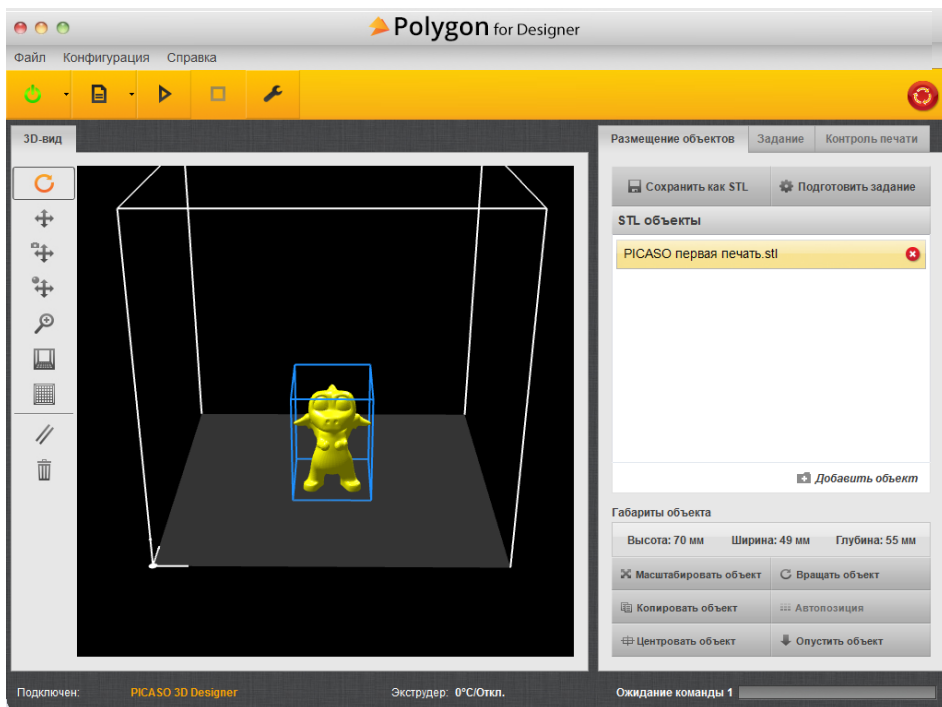 Polygon for Designer
Файл Конфигурация Справка
3D-вид
Размещение объектов Задание Контроль печати
Сохранить как STL Подготовить задание
STL объекты
PICASO первая печать.stl
Добавить объект
Габариты объекта
Высота: 70 мм Ширина: 49 мм Глубина: 55 мм
Масштабировать объект Вращать объект
Копировать объект Автопозиция
Центровать объект Опустить объект
Подключен: PICASO 3D Designer Экструдер: 0°C/Откл. Ожидание команды 1